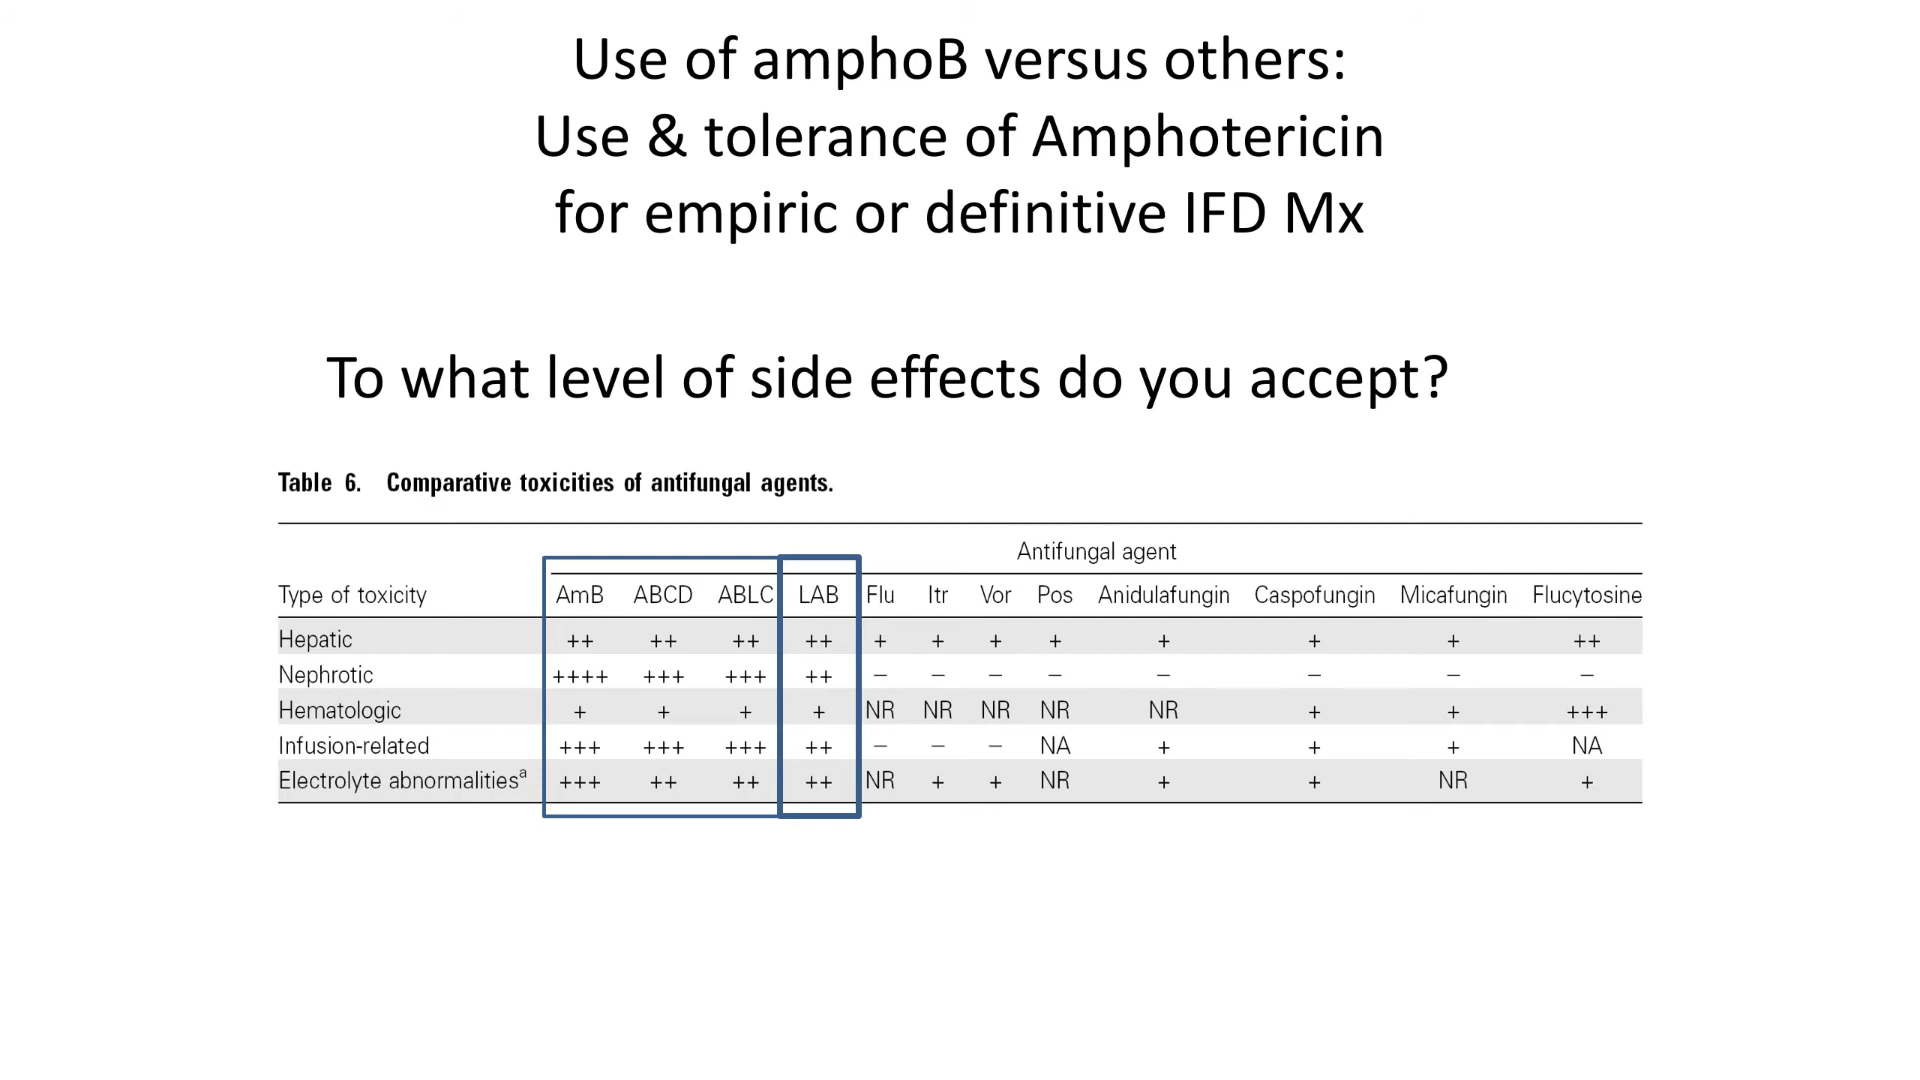 Use of amphoB versus others:
Use & tolerance of Amphotericin
for empiric or definitive IFD Mx
To what level of side effects do you accept?
Table 6. Comparative toxicities of antifungal agents.
Antifungal agent
Type of toxicity AmB ABCD ABLC LAB Flu Itr Vor Pos Anidulafungin Caspofungin Micafungin Flucytosine
Hepatic ++ ++ ++ ++ + + + + + + + ++
Nephrotic ++++ +++ +++ ++ − − − − − − − −
Hematologic + + + + NR NR NR NR NR + + +++
Infusion-related +++ +++ +++ ++ − − − NA + + + NA
Electrolyte abnormalitiesᵃ +++ ++ ++ ++ NR + + NR + + NR +